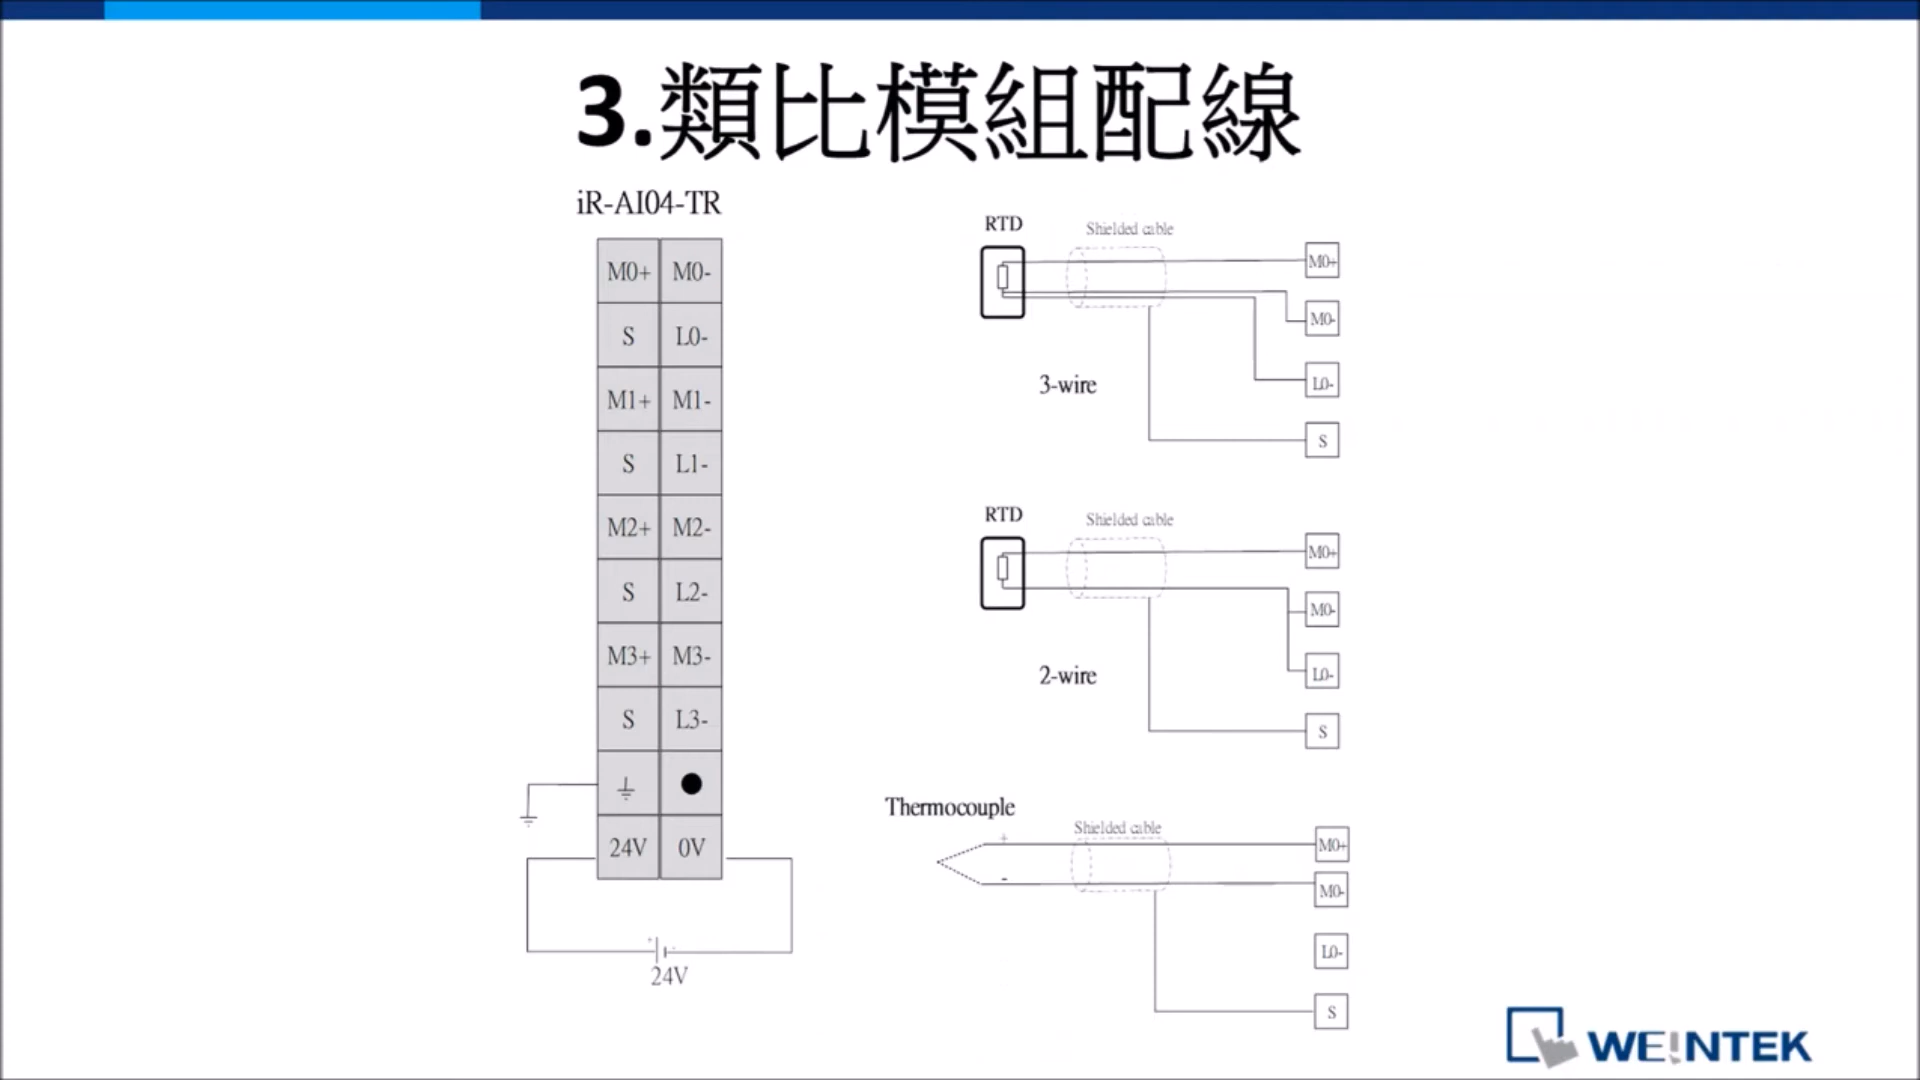 3.類比模組配線
iR-AI04-TR
M0+ M0-
S L0-
M1+ M1-
S L1-
M2+ M2-
S L2-
M3+ M3-
S L3-
24V 0V
+ -
24V
RTD
Shielded cable
M0+
M0-
L0-
S
3-wire
RTD
Shielded cable
M0+
M0-
L0-
S
2-wire
Thermocouple
Shielded cable
+
-
M0+
M0-
L0-
S
WEINTEK